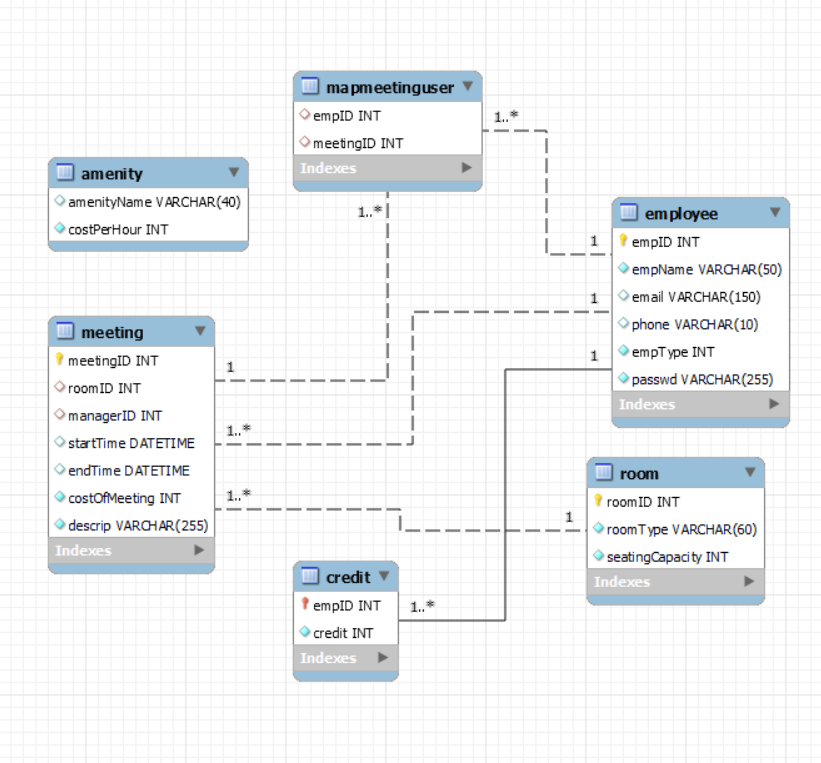 mapmeetinguser
empID INT
meetingID INT
Indexes
1..*
1..*
amenity
amenityName VARCHAR(40)
costPerHour INT
employee
empID INT
empName VARCHAR(50)
email VARCHAR(150)
phone VARCHAR(10)
empType INT
passwd VARCHAR(255)
Indexes
1
1
1
meeting
meetingID INT
roomID INT
managerID INT
startTime DATETIME
endTime DATETIME
costOfMeeting INT
descrip VARCHAR(255)
Indexes
1
1..*
1..*
room
roomID INT
roomType VARCHAR(60)
seatingCapacity INT
Indexes
1
credit
empID INT
credit INT
Indexes
1..*